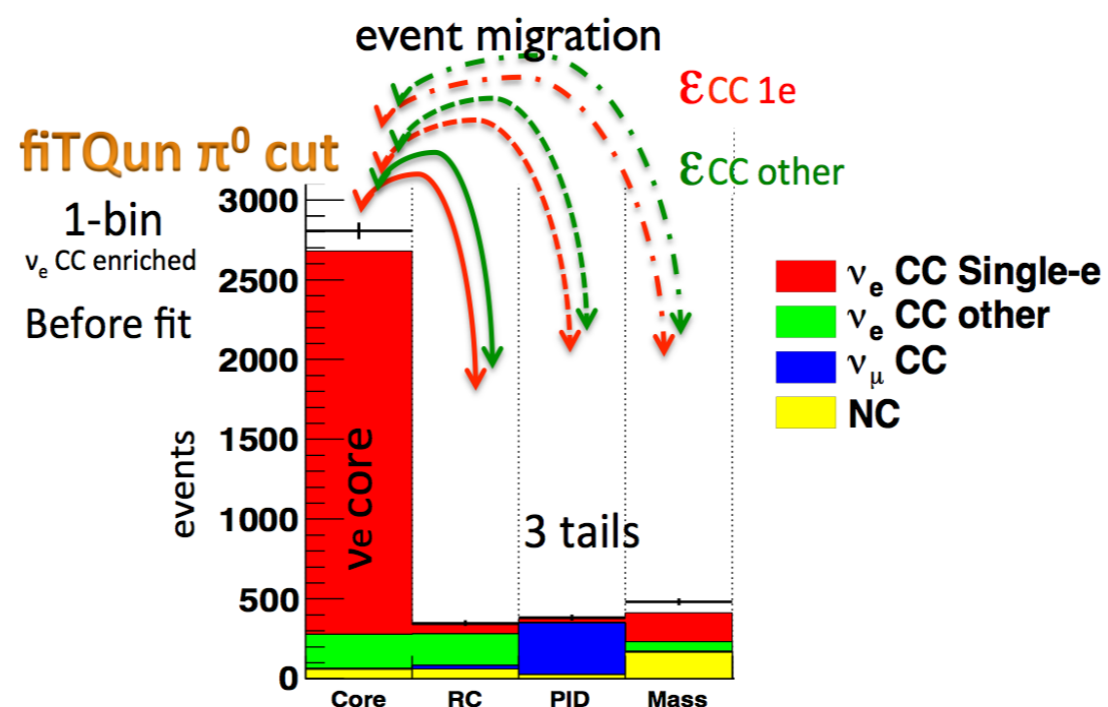 event migration
εCC 1e
fiTQun π⁰ cut
εCC other
3000
1-bin
νe CC enriched
2500
νe CC Single-e
νe CC other
Before fit
2000
νμ CC
NC
1500
events
νe core
1000
3 tails
500
0
Core RC PID Mass